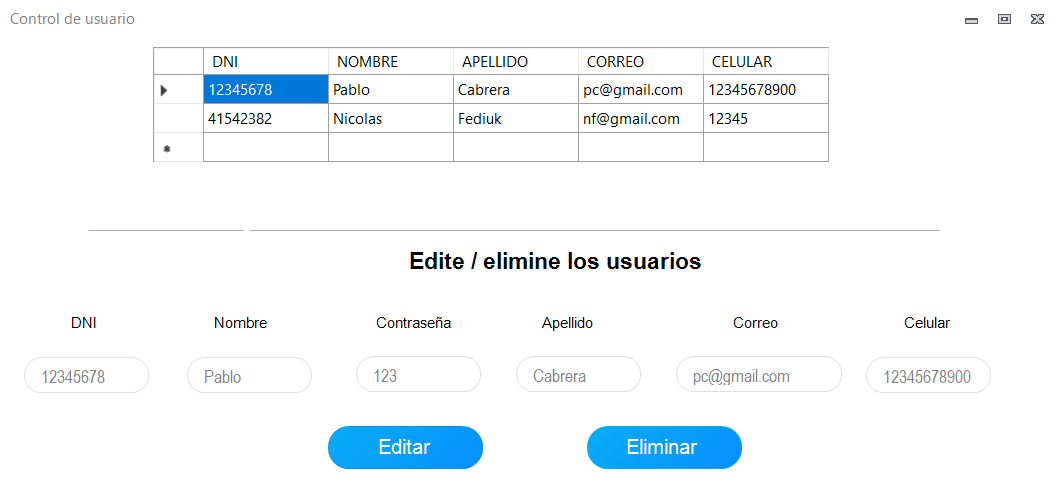 Control de usuario
DNI NOMBRE APELLIDO CORREO CELULAR
12345678 Pablo Cabrera pc@gmail.com 12345678900
41542382 Nicolas Fediuk nf@gmail.com 12345
Edite / elimine los usuarios
DNI Nombre Contraseña Apellido Correo Celular
12345678 Pablo 123 Cabrera pc@gmail.com 12345678900
Editar Eliminar